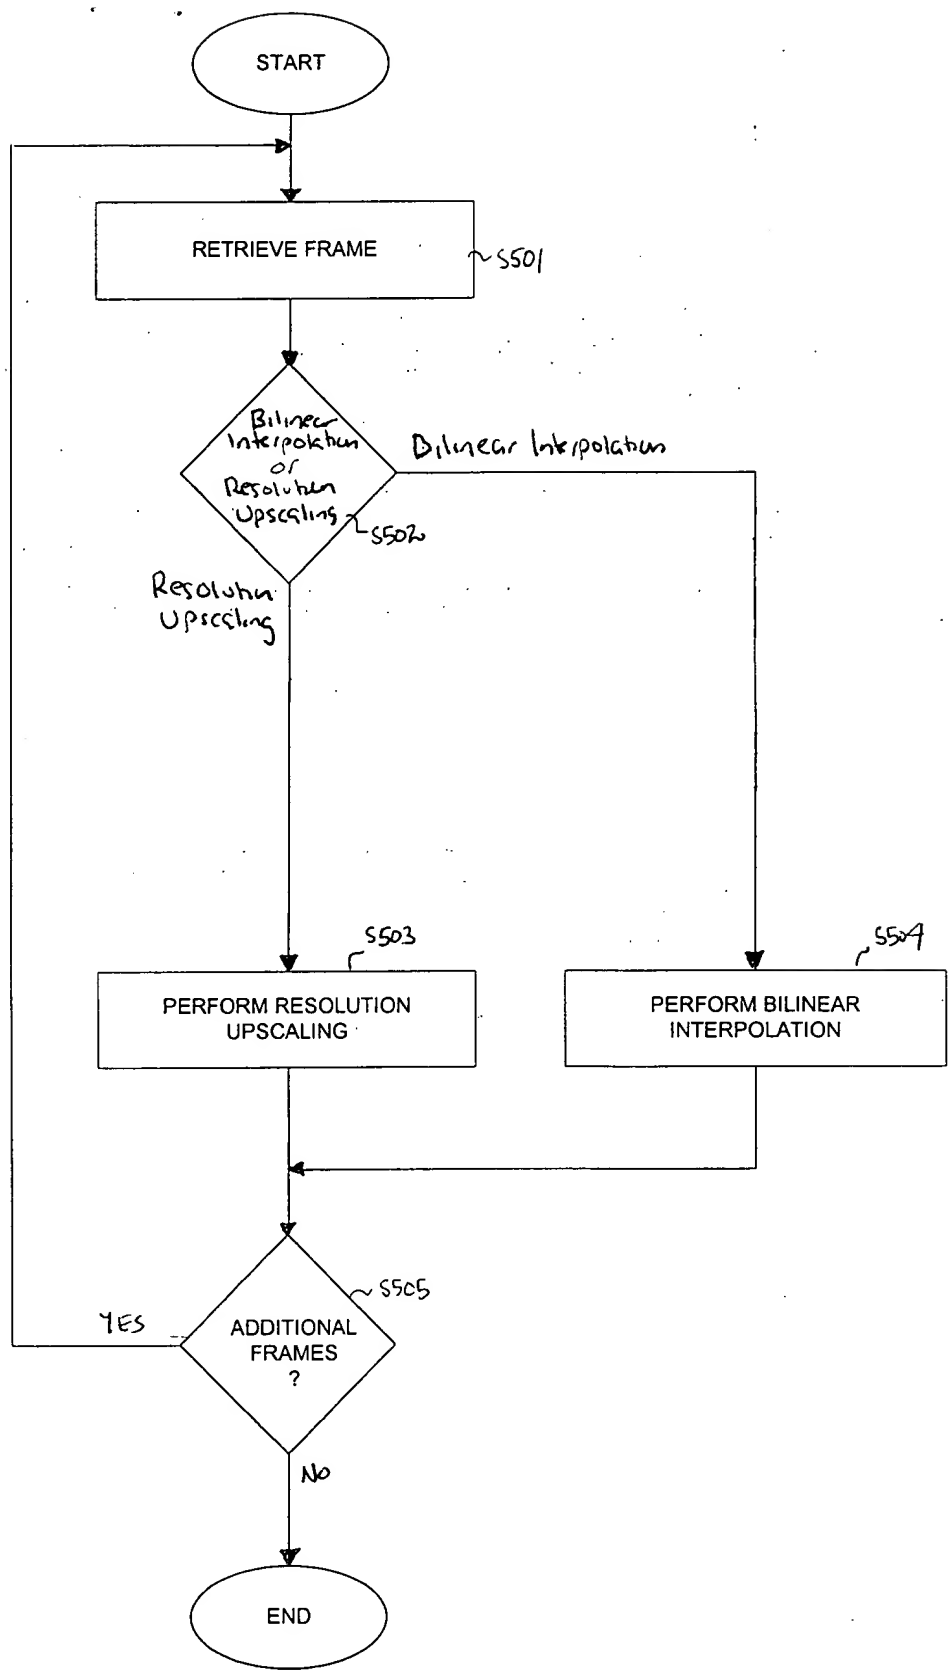 START
RETRIEVE FRAME
S501
Bilinear
Interpolation
or
Resolution
Upscaling
S502
Bilinear Interpolation
Resolution
Upscaling
S503
PERFORM RESOLUTION
UPSCALING
S504
PERFORM BILINEAR
INTERPOLATION
S505
YES
ADDITIONAL
FRAMES
?
No
END